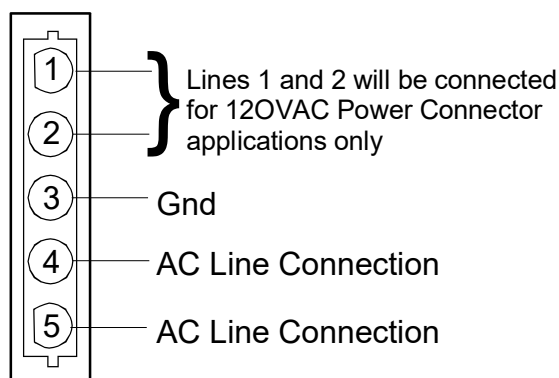 1
2
Lines 1 and 2 will be connected
for 12OVAC Power Connector
applications only
3 Gnd
4 AC Line Connection
5 AC Line Connection